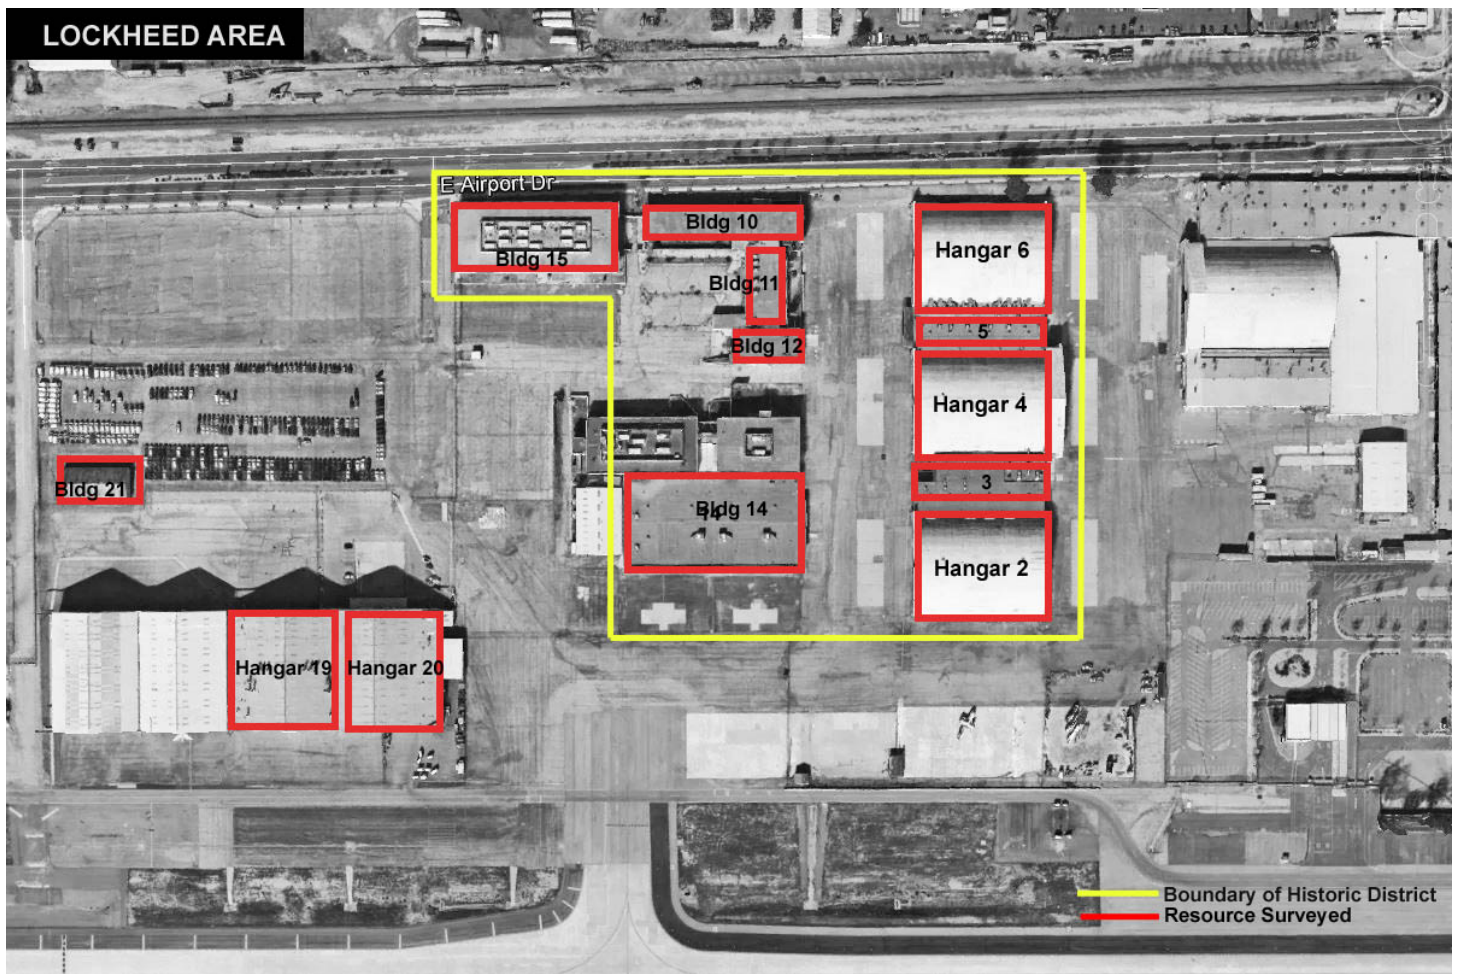 LOCKHEED AREA
E Airport Dr
Bldg 10
Bldg 15
Hangar 6
Bldg 11
5
Bldg 12
Hangar 4
3
Bldg 21
Bldg 14
14
Hangar 2
Hangar 19
Hangar 20
Boundary of Historic District
Resource Surveyed